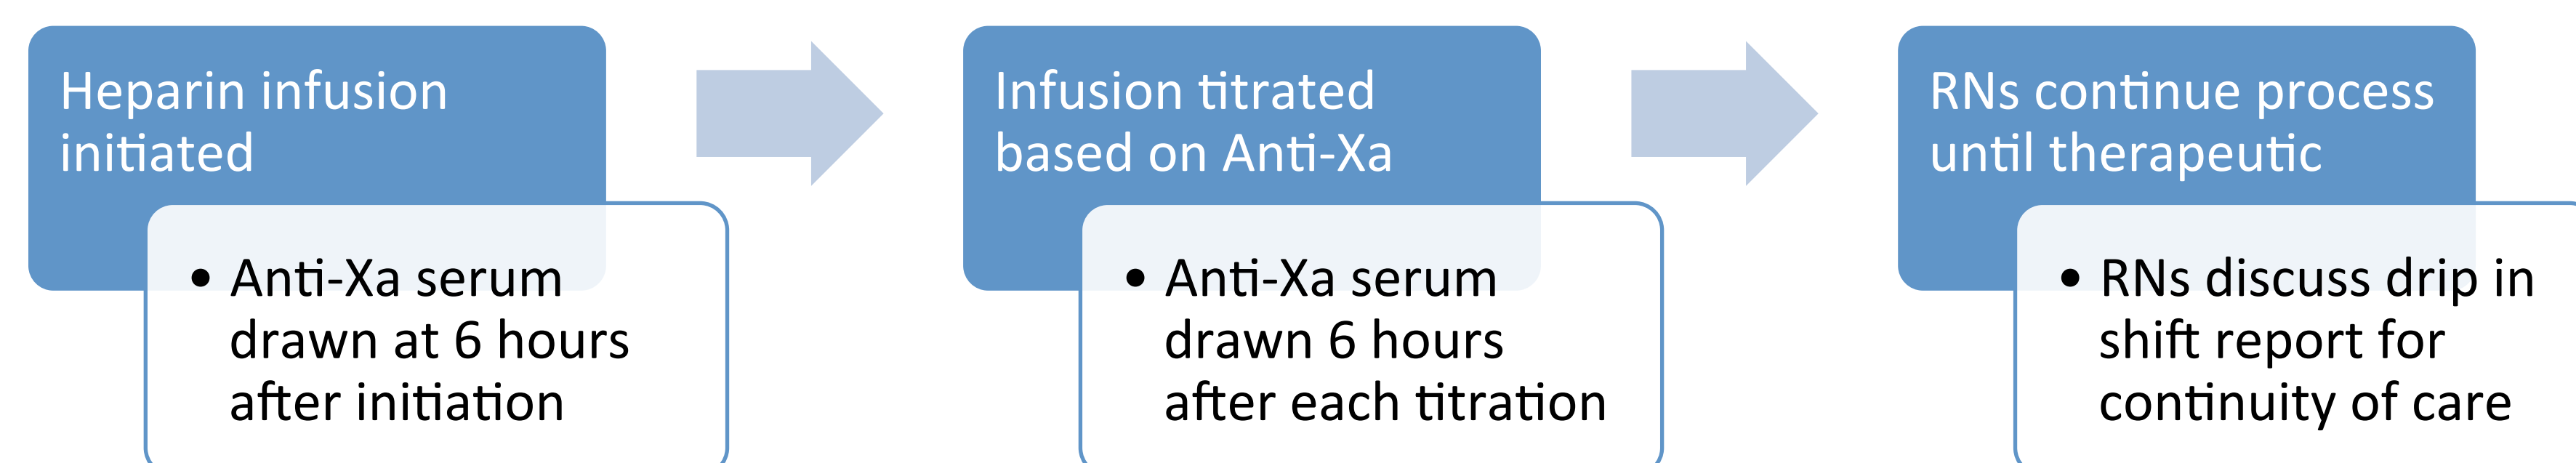 Heparin infusion
initiated
• Anti-Xa serum
drawn at 6 hours
after initiation
Infusion titrated
based on Anti-Xa
• Anti-Xa serum
drawn 6 hours
after each titration
RNs continue process
until therapeutic
• RNs discuss drip in
shift report for
continuity of care